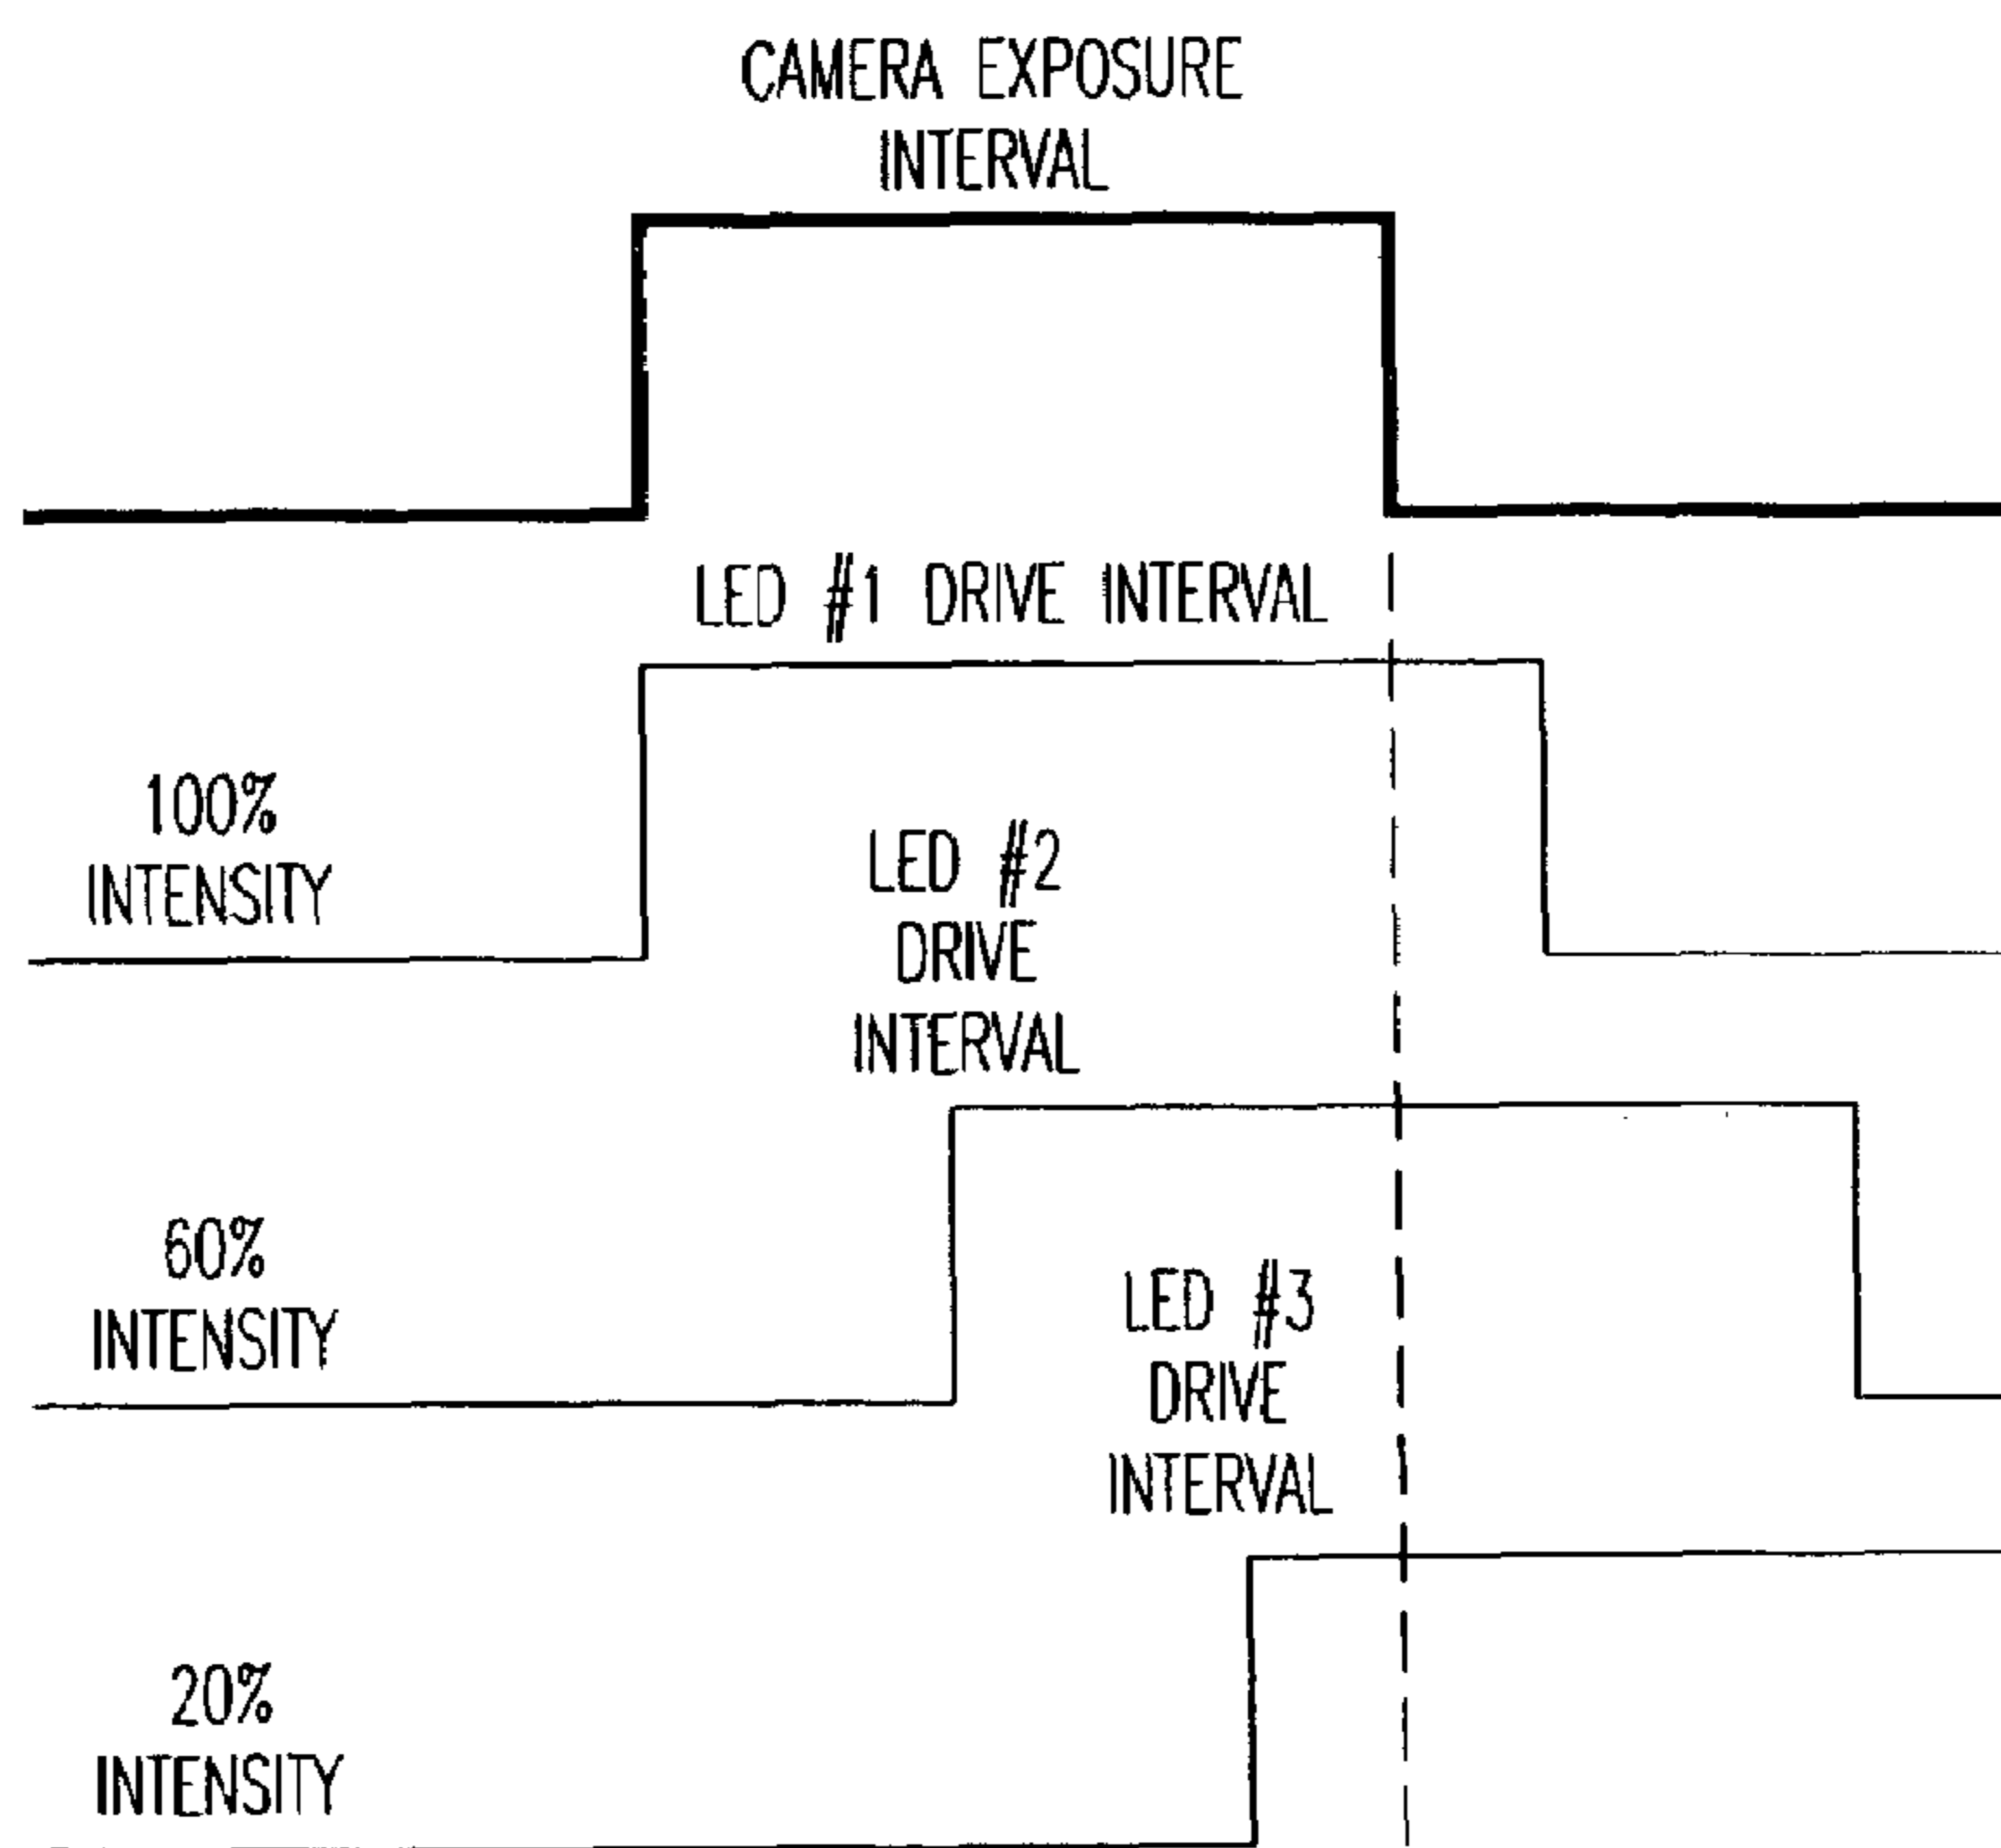 CAMERA EXPOSURE
INTERVAL
LED #1 DRIVE INTERVAL
100%
INTENSITY
LED #2
DRIVE
INTERVAL
60%
INTENSITY
LED #3
DRIVE
INTERVAL
20%
INTENSITY